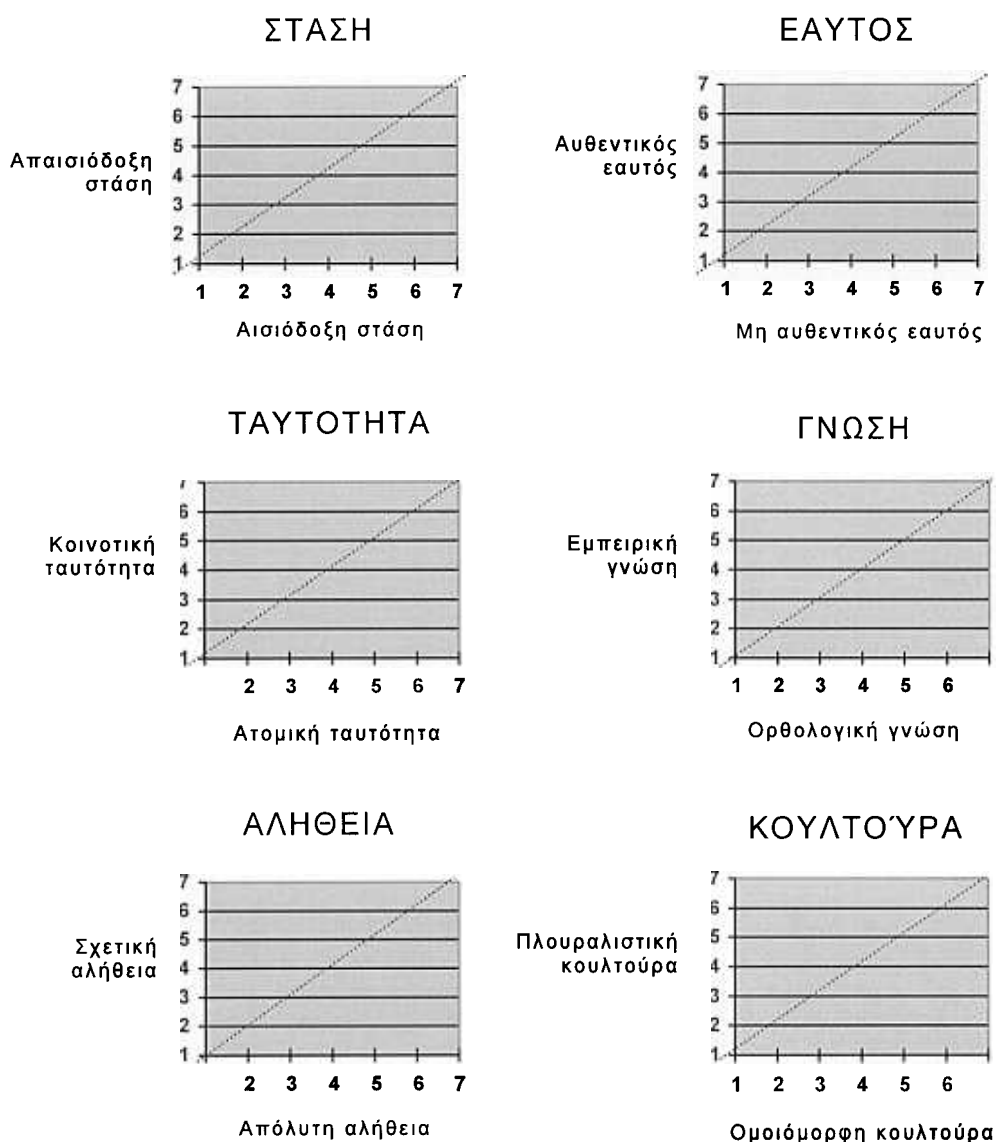 ΣΤΑΣΗ
7
6
5
4
3
2
1
Απαισιόδοξη
στάση
1 2 3 4 5 6 7
Αισιόδοξη στάση
ΕΑΥΤΟΣ
7
6
5
4
3
2
1
Αυθεντικός
εαυτός
1 2 3 4 5 6 7
Μη αυθεντικός εαυτός
ΤΑΥΤΟΤΗΤΑ
7
6
5
4
3
2
1
Κοινοτική
ταυτότητα
2 3 4 5 6 7
Ατομική ταυτότητα
ΓΝΩΣΗ
7
6
5
4
3
2
1
Εμπειρική
γνώση
1 2 3 4 5 6
Ορθολογική γνώση
ΑΛΗΘΕΙΑ
7
6
5
4
3
2
1
Σχετική
αλήθεια
2 3 4 5 6 7
Απόλυτη αλήθεια
ΚΟΥΛΤΟΎΡΑ
7
6
5
4
3
2
1
Πλουραλιστική
κουλτούρα
1 2 3 4 5 6
Ομοιόμορφη κουλτούρα